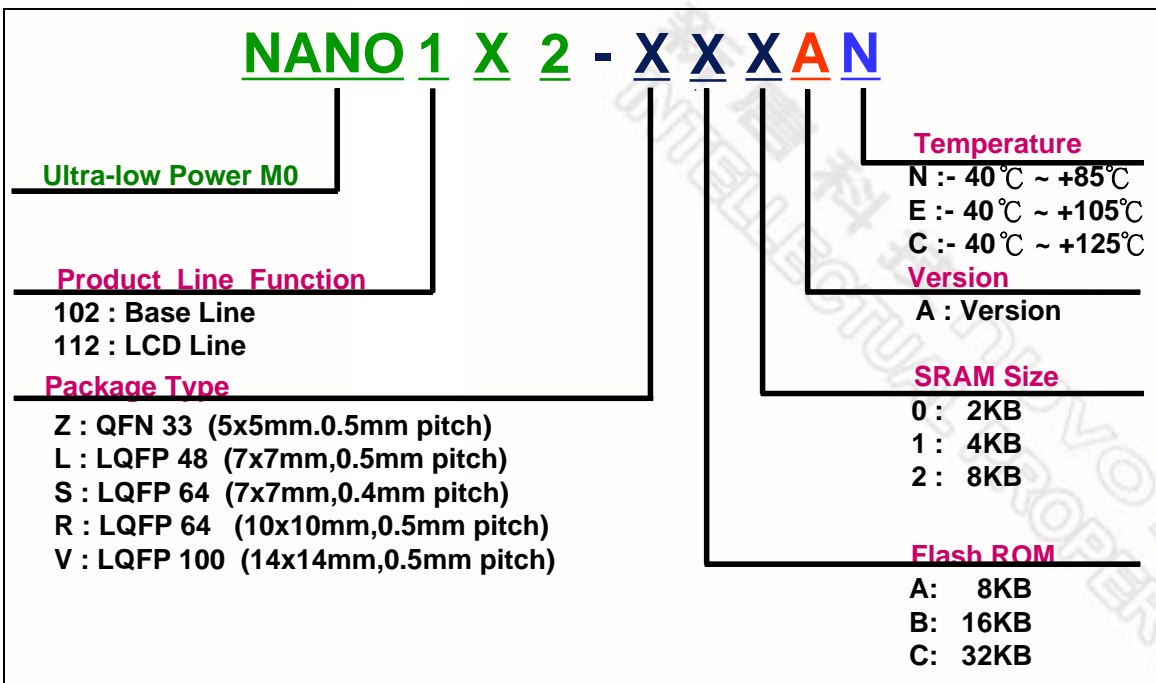 NANO 1 X 2 - X X X A N
Ultra-low Power M0
Product Line Function
102 : Base Line
112 : LCD Line
Package Type
Z : QFN 33 (5x5mm.0.5mm pitch)
L : LQFP 48 (7x7mm,0.5mm pitch)
S : LQFP 64 (7x7mm,0.4mm pitch)
R : LQFP 64 (10x10mm,0.5mm pitch)
V : LQFP 100 (14x14mm,0.5mm pitch)
Temperature
N :- 40℃ ~ +85℃
E :- 40℃ ~ +105℃
C :- 40℃ ~ +125℃
Version
A : Version
SRAM Size
0 : 2KB
1 : 4KB
2 : 8KB
Flash ROM
A: 8KB
B: 16KB
C: 32KB
INTELLECTUAL